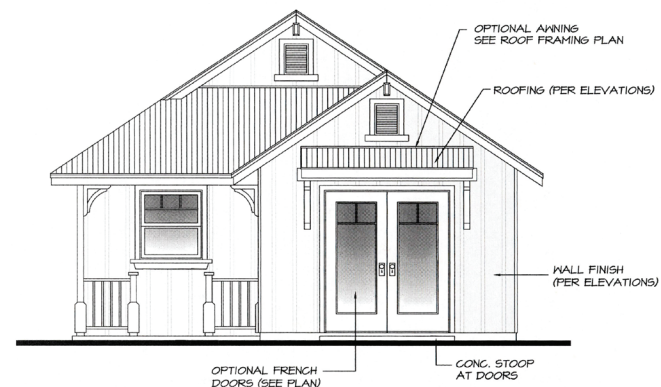 OPTIONAL AWNING
SEE ROOF FRAMING PLAN
ROOFING (PER ELEVATIONS)
WALL FINISH
(PER ELEVATIONS)
OPTIONAL FRENCH
DOORS (SEE PLAN)
CONC. STOOP
AT DOORS